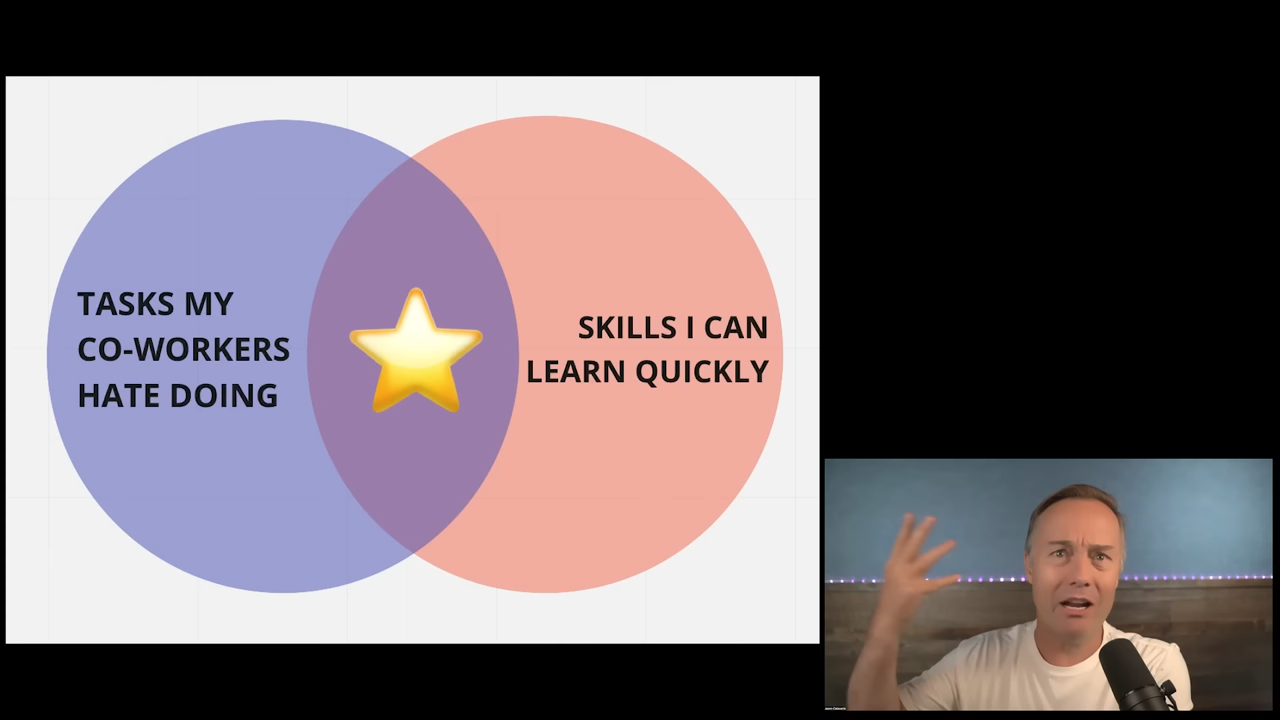 TASKS MY
CO-WORKERS
HATE DOING
SKILLS I CAN
LEARN QUICKLY